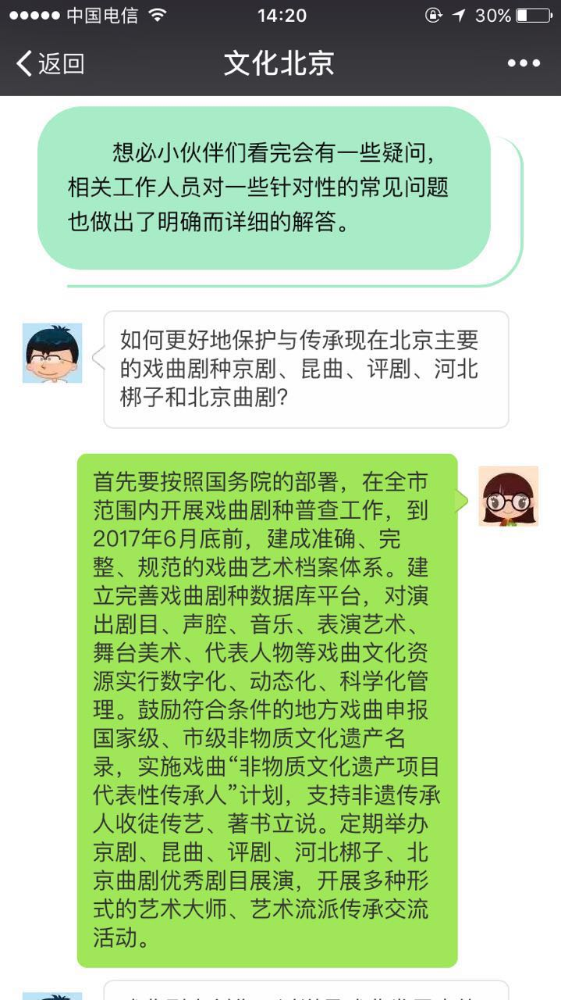 中国电信
14:20
30%
返回
文化北京
想必小伙伴们看完会有一些疑问，
相关工作人员对一些针对性的常见问题
也做出了明确而详细的解答。
如何更好地保护与传承现在北京主要
的戏曲剧种京剧、昆曲、评剧、河北
梆子和北京曲剧?
首先要按照国务院的部署，在全市
范围内开展戏曲剧种普查工作，到
2017年6月底前，建成准确、完
整、规范的戏曲艺术档案体系。建
立完善戏曲剧种数据库平台，对演
出剧目、声腔、音乐、表演艺术、
舞台美术、代表人物等戏曲文化资
源实行数字化、动态化、科学化管
理。鼓励符合条件的地方戏曲申报
国家级、市级非物质文化遗产名
录，实施戏曲“非物质文化遗产项目
代表性传承人”计划，支持非遗传承
人收徒传艺、著书立说。定期举办
京剧、昆曲、评剧、河北梆子、北
京曲剧优秀剧目展演，开展多种形
式的艺术大师、艺术流派传承交流
活动。